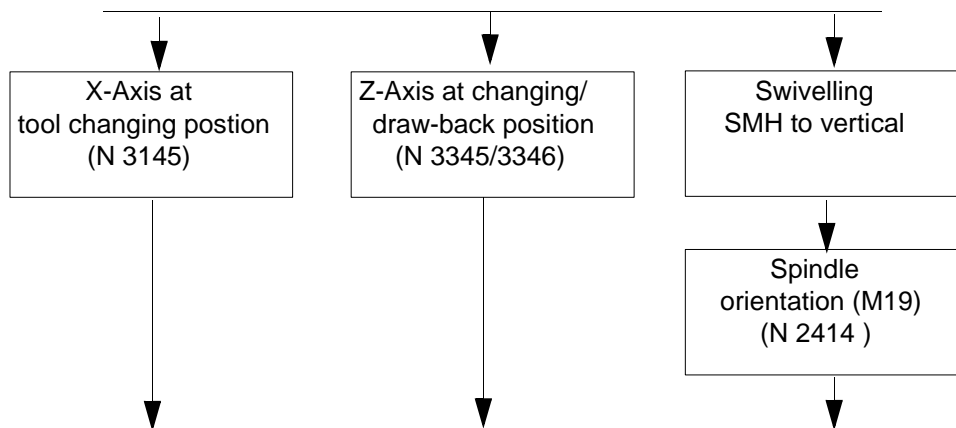 X-Axis at
tool changing postion
(N 3145)
Z-Axis at changing/
draw-back position
(N 3345/3346)
Swivelling
SMH to vertical
Spindle
orientation (M19)
(N 2414 )